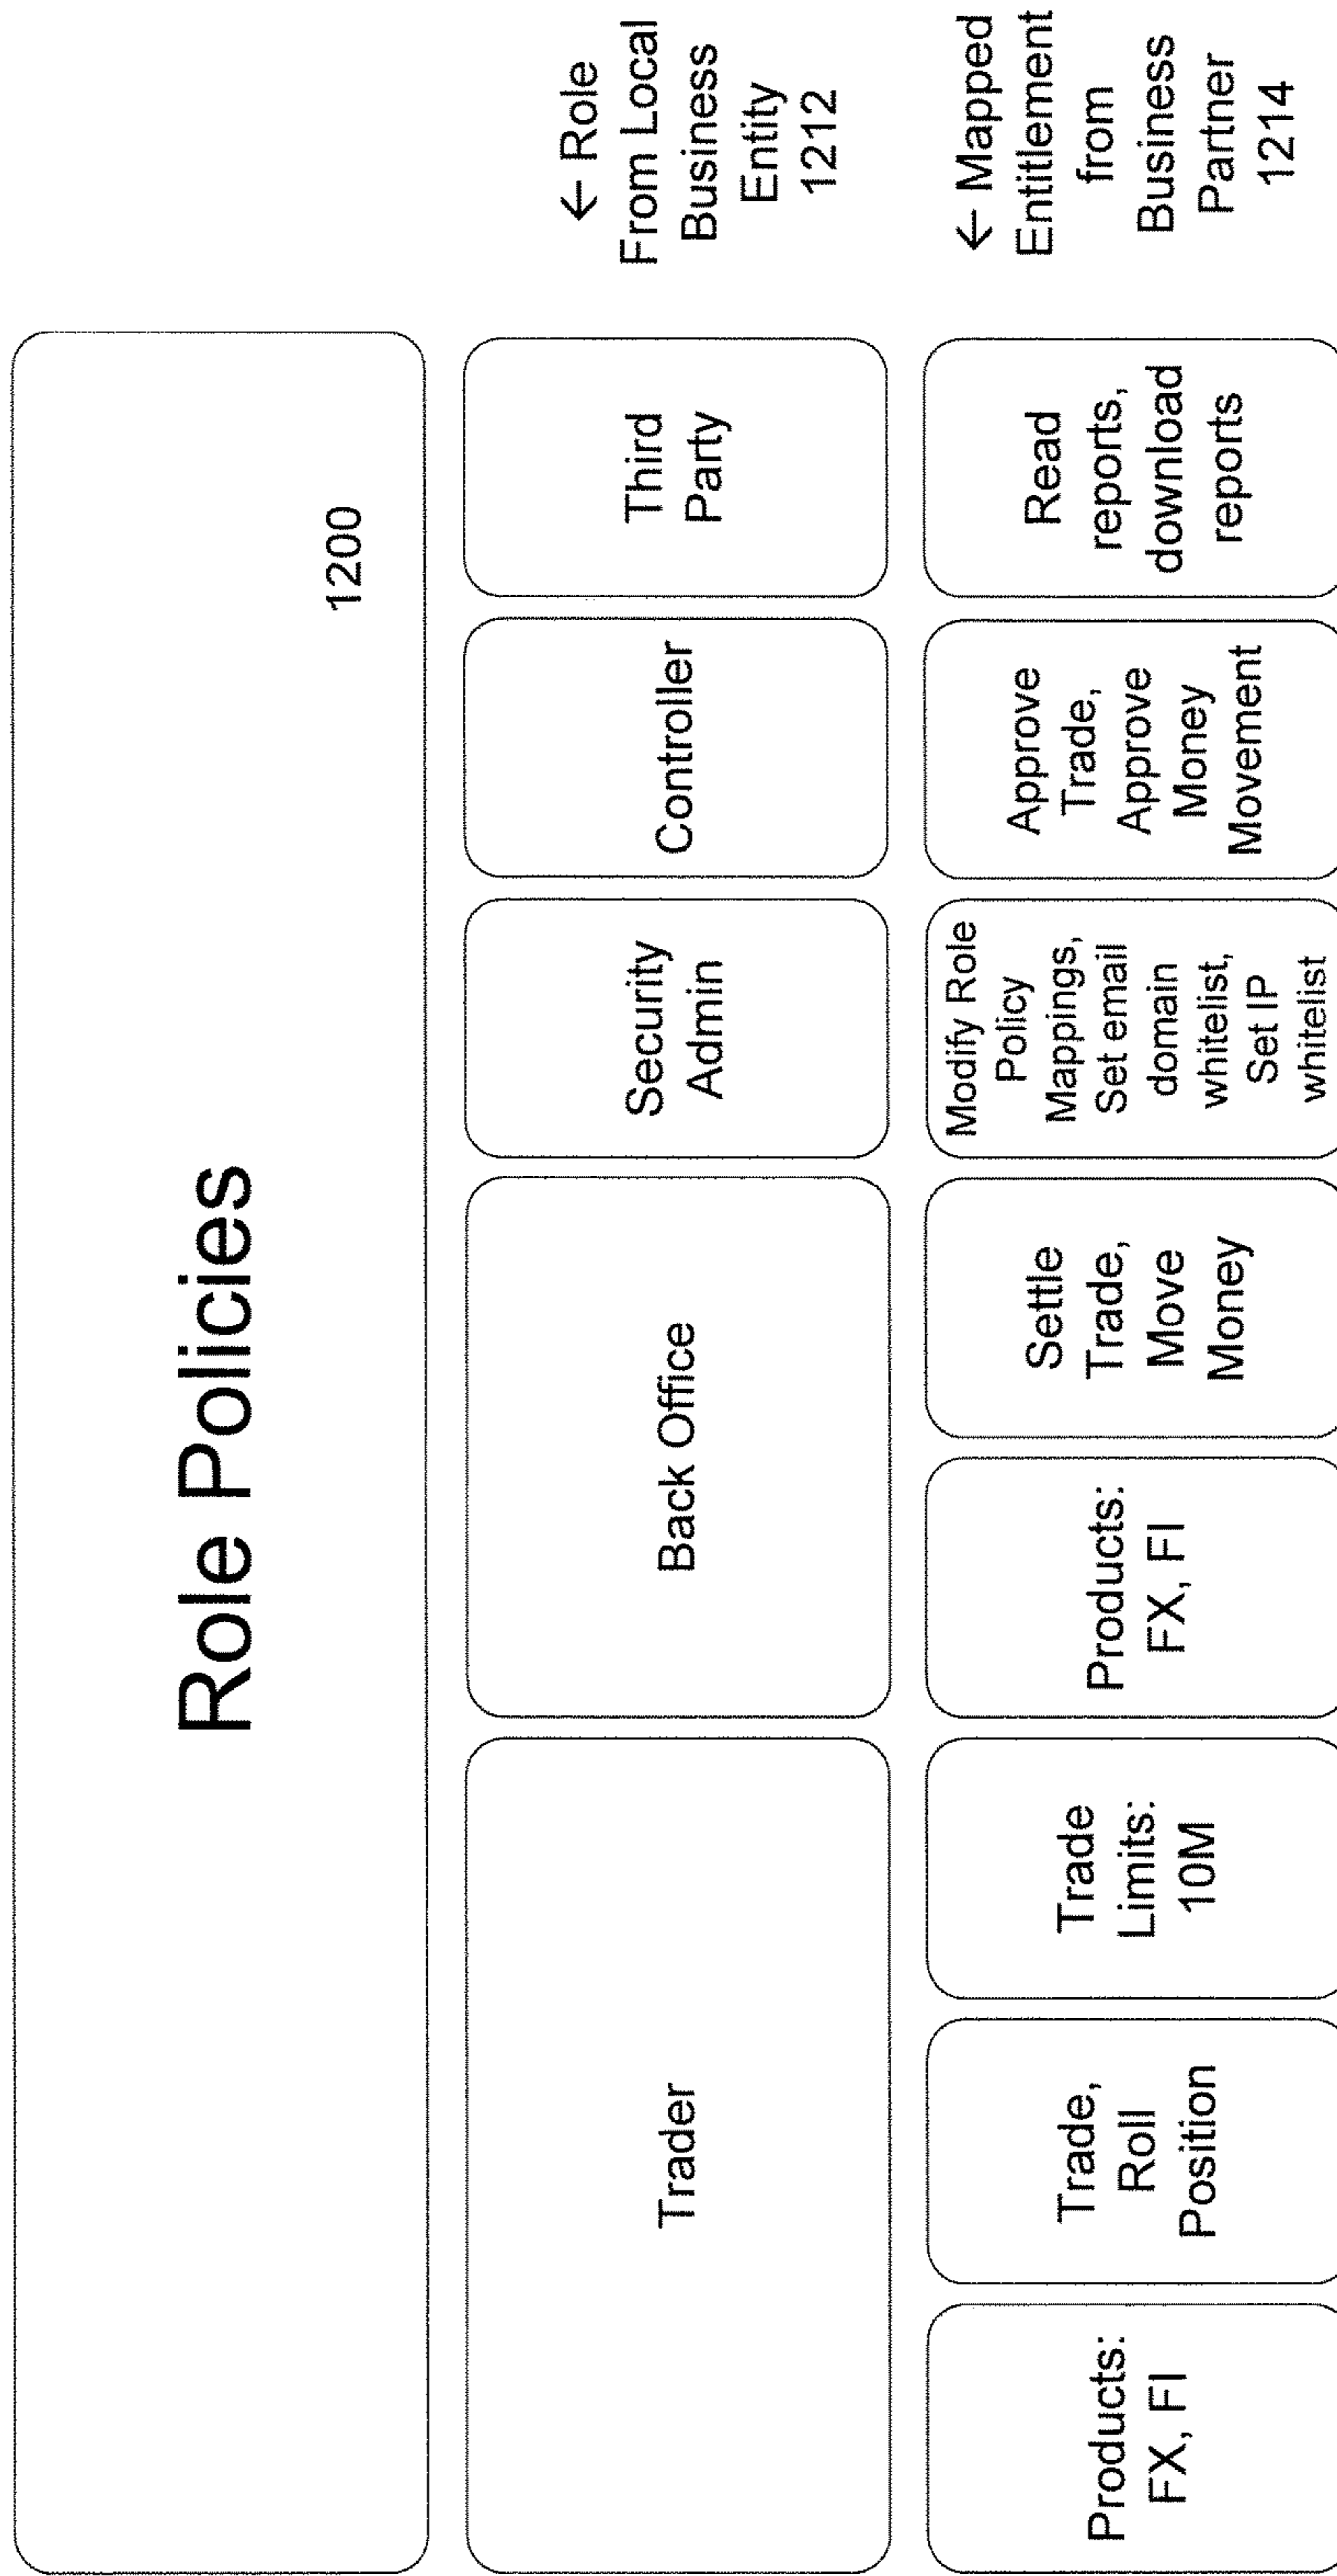 Role Policies
1200
Trader
Back Office
Security
Admin
Controller
Third
Party
← Role
From Local
Business
Entity
1212
Products:
FX, FI
Trade,
Roll
Position
Trade
Limits:
10M
Products:
FX, FI
Settle
Trade,
Move
Money
Modify Role
Policy
Mappings,
Set email
domain
whitelist,
Set IP
whitelist
Approve
Trade,
Approve
Money
Movement
Read
reports,
download
reports
← Mapped
Entitlement
from
Business
Partner
1214